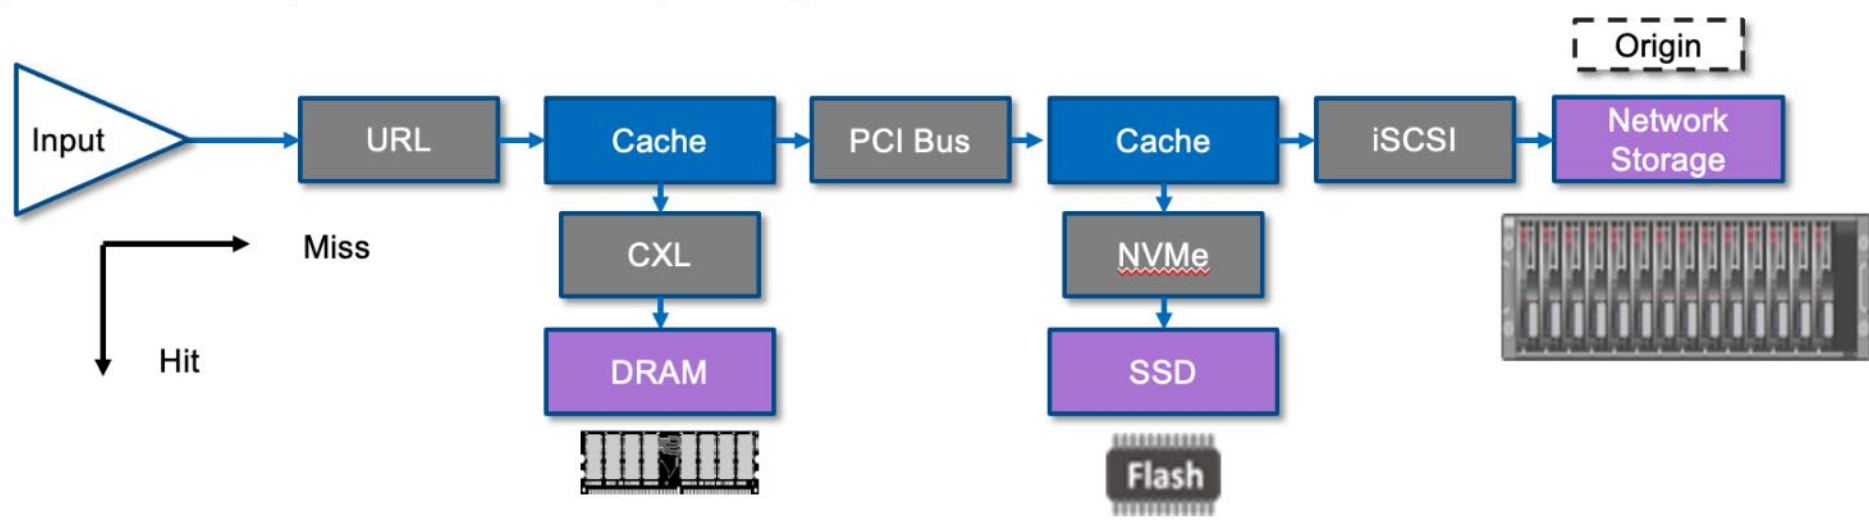 Origin
Input
URL
Cache
PCI Bus
Cache
iSCSI
Network
Storage
Miss
CXL
NVMe
Hit
DRAM
SSD
Flash